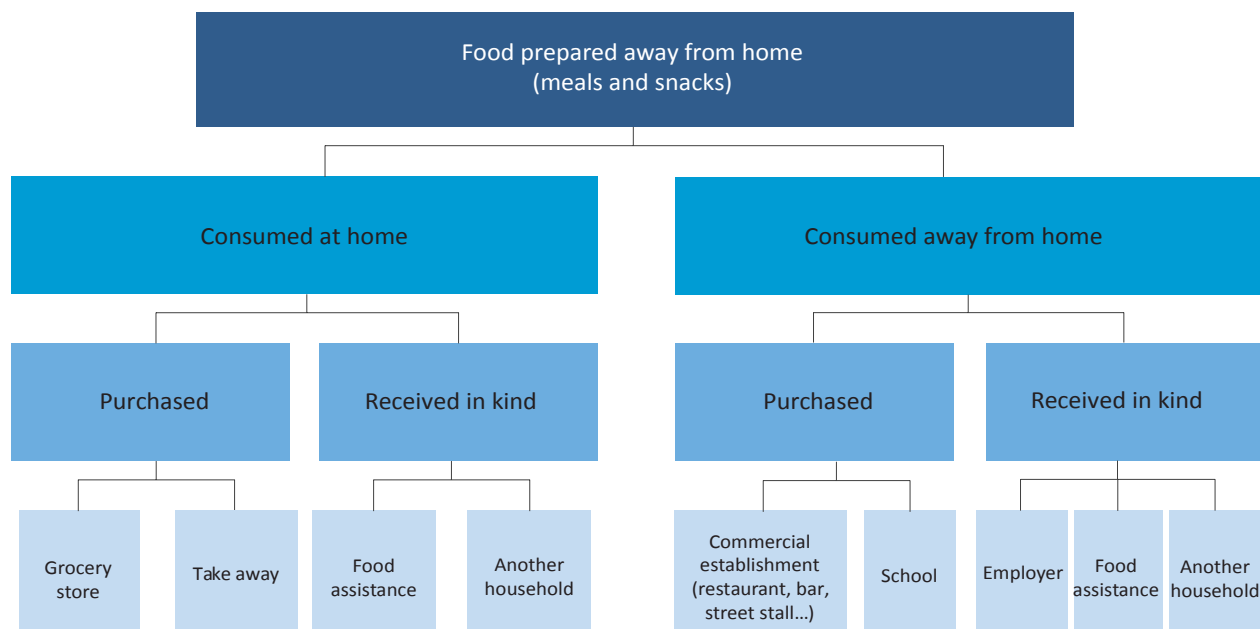 Food prepared away from home
(meals and snacks)
Consumed at home
Consumed away from home
Purchased
Received in kind
Purchased
Received in kind
Grocery
store
Take away
Food
assistance
Another
household
Commercial
establishment
(restaurant, bar,
street stall...)
School
Employer
Food
assistance
Another
household